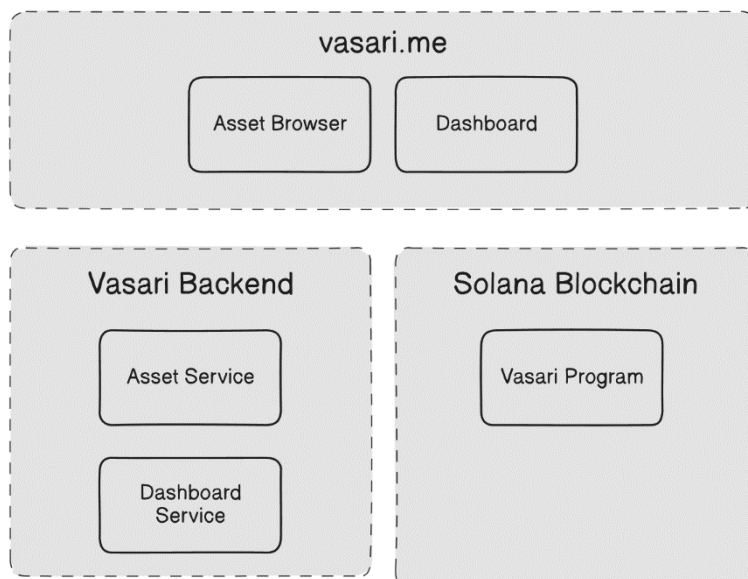 vasari.me
Asset Browser
Dashboard
Vasari Backend
Solana Blockchain
Asset Service
Vasari Program
Dashboard
Service